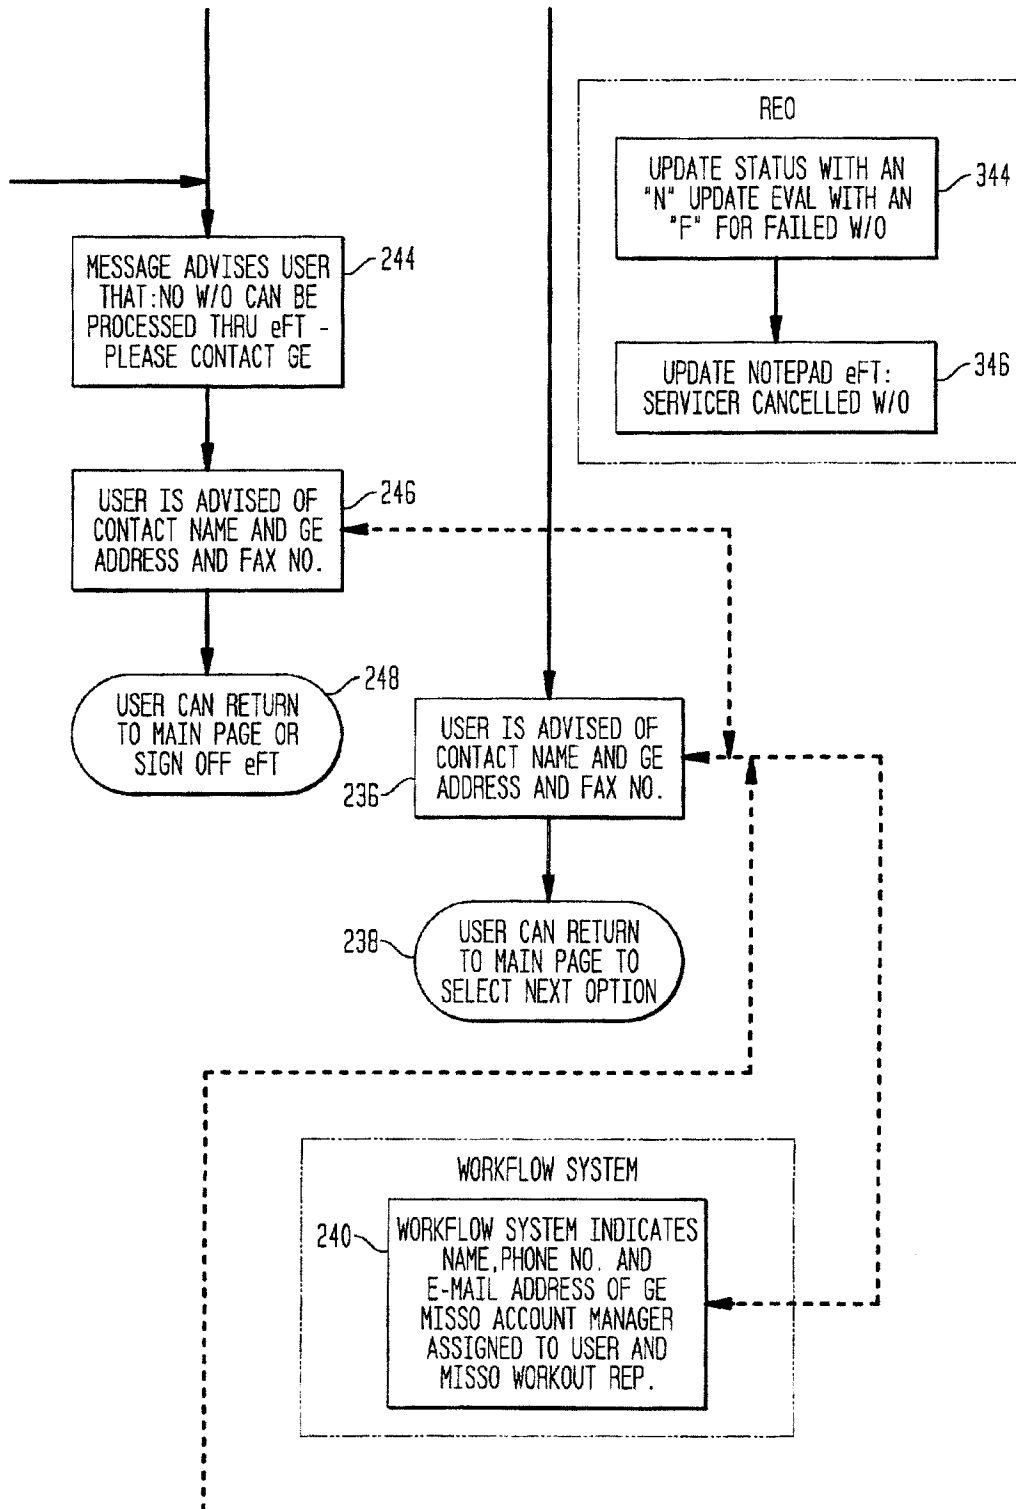 REO
UPDATE STATUS WITH AN
"N" UPDATE EVAL WITH AN
"F" FOR FAILED W/O
344
UPDATE NOTEPAD eFT:
SERVICER CANCELLED W/O
346
MESSAGE ADVISES USER
THAT:NO W/O CAN BE
PROCESSED THRU eFT -
PLEASE CONTACT GE
244
USER IS ADVISED OF
CONTACT NAME AND GE
ADDRESS AND FAX NO.
246
USER CAN RETURN
TO MAIN PAGE OR
SIGN OFF eFT
248
USER IS ADVISED OF
CONTACT NAME AND GE
ADDRESS AND FAX NO.
236
USER CAN RETURN
TO MAIN PAGE TO
SELECT NEXT OPTION
238
WORKFLOW SYSTEM
240
WORKFLOW SYSTEM INDICATES
NAME,PHONE NO. AND
E-MAIL ADDRESS OF GE
MISSO ACCOUNT MANAGER
ASSIGNED TO USER AND
MISSO WORKOUT REP.